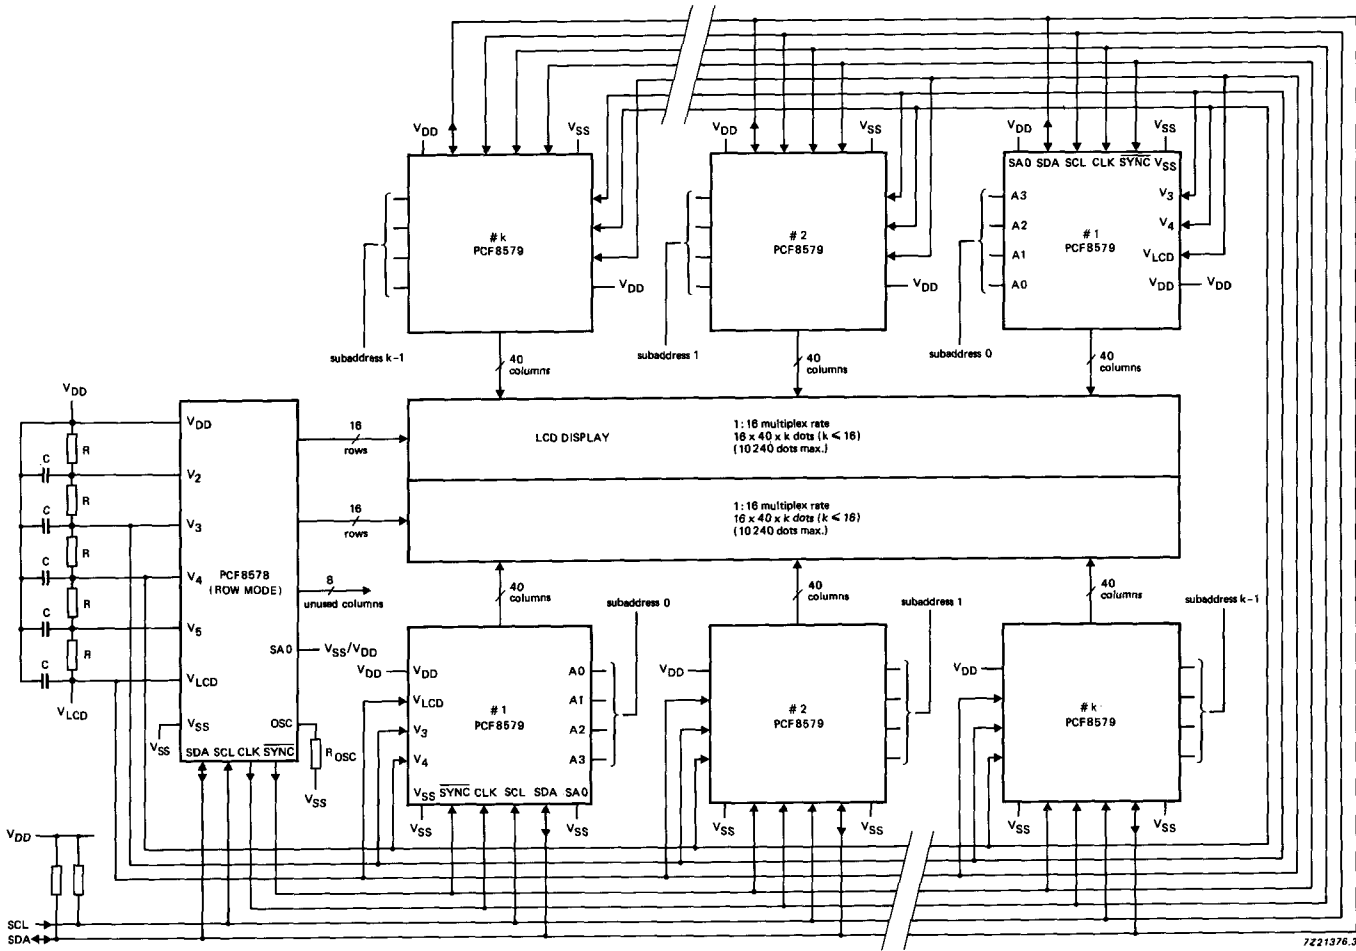 VDD
VSS
VDD
VSS
VDD
VSS
SA0 SDA SCL CLK SYNC
# k
PCF8579
VDD
subaddress k-1
40
columns
# 2
PCF8579
VDD
subaddress 1
40
columns
A3
A2
A1
A0
# 1
PCF8579
V3
V4
VLCD
VDD
VDD
subaddress 0
40
columns
VDD
R
C
R
C
R
C
R
C
R
C
VLCD
VDD
V2
V3
V4
V5
VLCD
VSS
VSS
PCF8578
(ROW MODE)
SA0
VSS/VDD
OSC
ROSC
VSS
SDA SCL CLK SYNC
16
rows
16
rows
8
unused columns
LCD DISPLAY
1: 16 multiplex rate
16 x 40 x k dots (k ≤ 16)
(10 240 dots max.)
1: 16 multiplex rate
16 x 40 x k dots (k ≤ 16)
(10 240 dots max.)
40
columns
subaddress 0
40
columns
subaddress 1
40
columns
subaddress k-1
VDD
VDD
VLCD
V3
V4
# 1
PCF8579
A0
A1
A2
A3
VSS SYNC CLK SCL SDA SA0
VSS
VSS
VDD
# 2
PCF8579
VSS
VSS
VDD
# k
PCF8579
VSS
VSS
VDD
SCL
SDA
7Z21376.